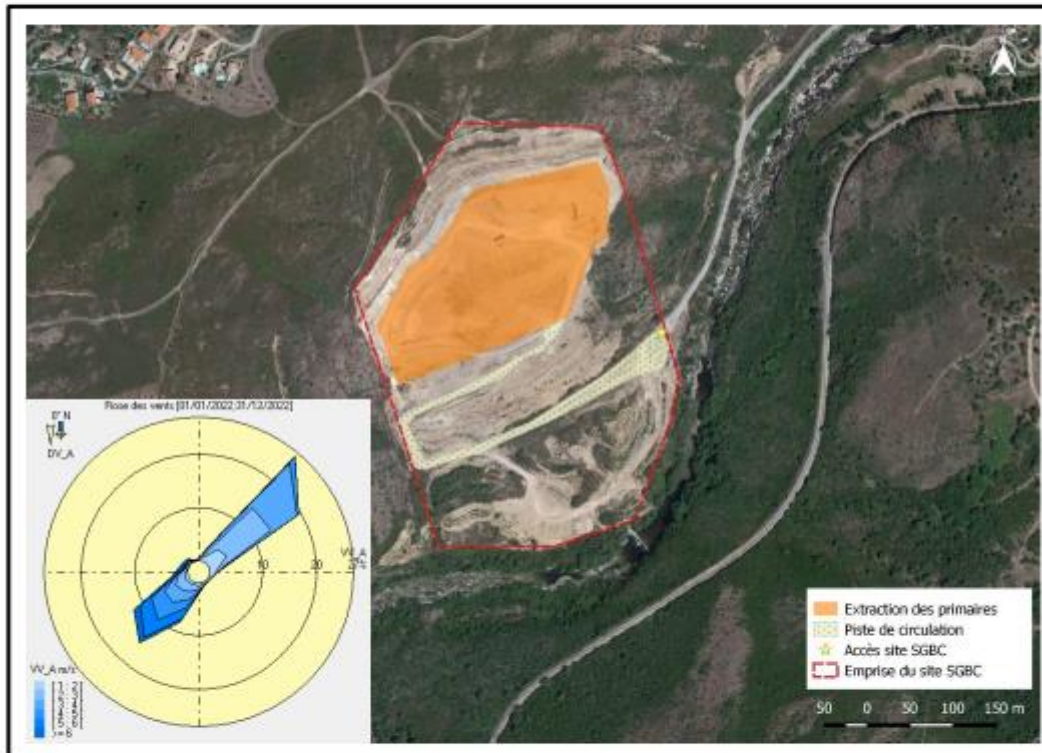 Rose des vents [01/01/2022;31/12/2022]
0° N
DV_A
VV_A
10
20
VV_A m/s
Extraction des primaires
Piste de circulation
Accès site SGBC
Emprise du site SGBC
50 0 50 100 150 m